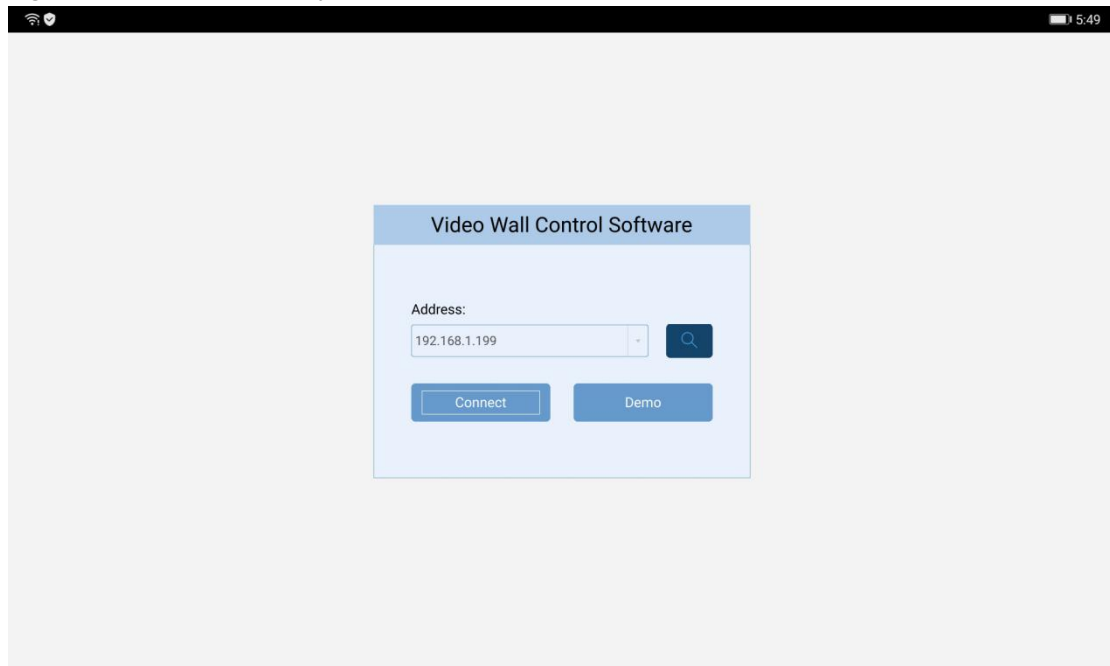 5:49
Video Wall Control Software
Address:
192.168.1.199
Connect Demo